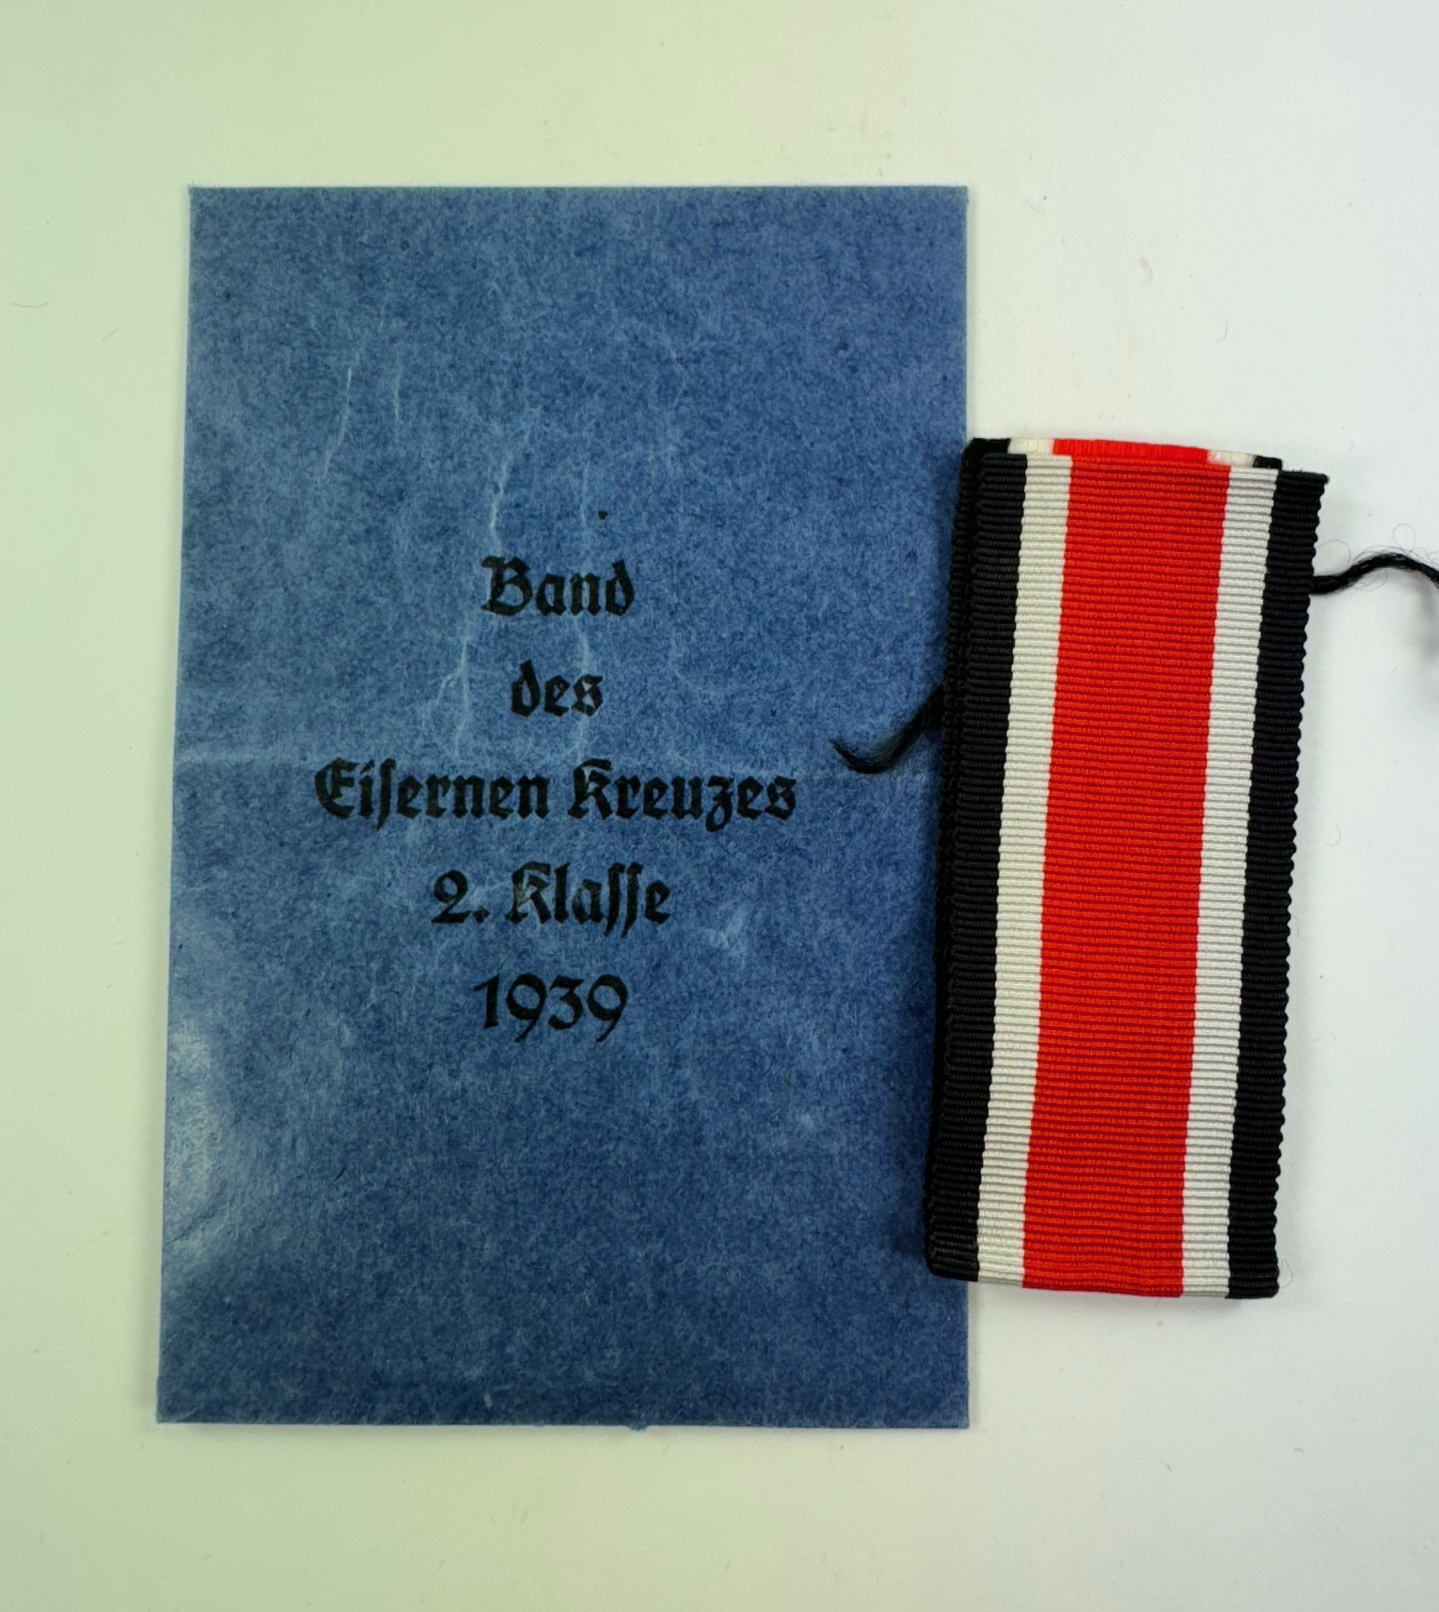 Band
des
Eiſernen Kreuzes
2. Klaſſe
1939